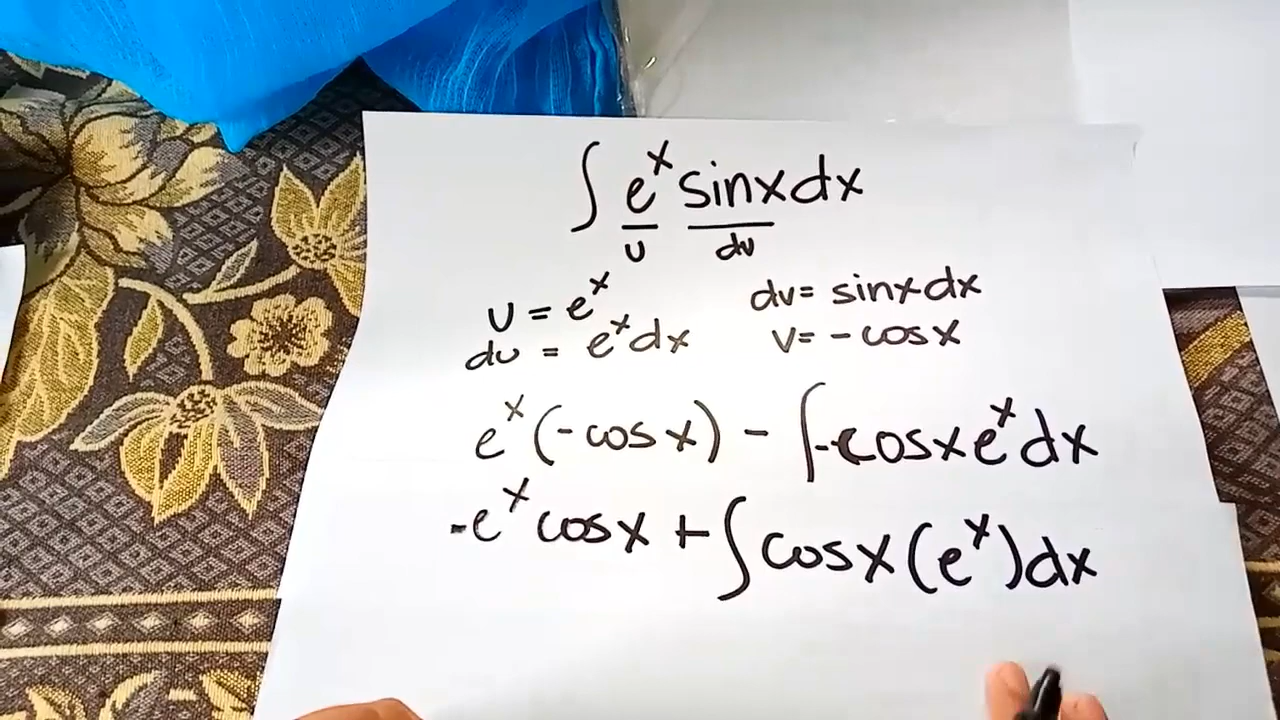 ∫ e^x sinx dx
u dv
u = e^x dv = sinx dx
du = e^x dx v = - cosx
e^x (-cos x) - ∫ -cosx e^x dx
-e^x cosx + ∫ cosx (e^x) dx